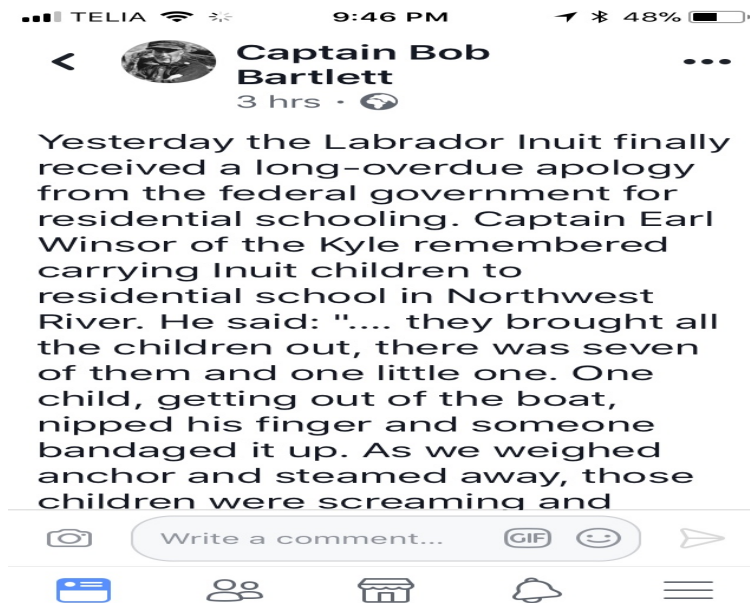 TELIA 9:46 PM 48%
Captain Bob
Bartlett
3 hrs ·
Yesterday the Labrador Inuit finally
received a long-overdue apology
from the federal government for
residential schooling. Captain Earl
Winsor of the Kyle remembered
carrying Inuit children to
residential school in Northwest
River. He said: ".... they brought all
the children out, there was seven
of them and one little one. One
child, getting out of the boat,
nipped his finger and someone
bandaged it up. As we weighed
anchor and steamed away, those
children were screaming and
Write a comment... GIF